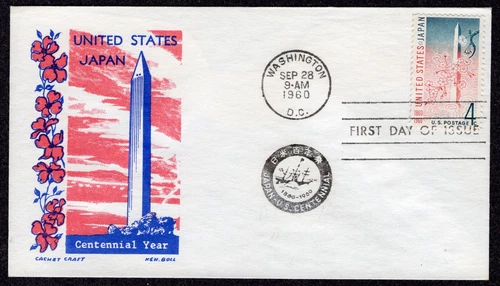 UNITED STATES
JAPAN
Centennial Year
CACHET CRAFT
KEN. BOLL
WASHINGTON
SEP 28
9-AM
1960
D.C.
UNITED STATES-JAPAN
U.S. POSTAGE
4¢
FIRST DAY OF ISSUE
JAPAN-U.S. CENTENNIAL
1860-1960